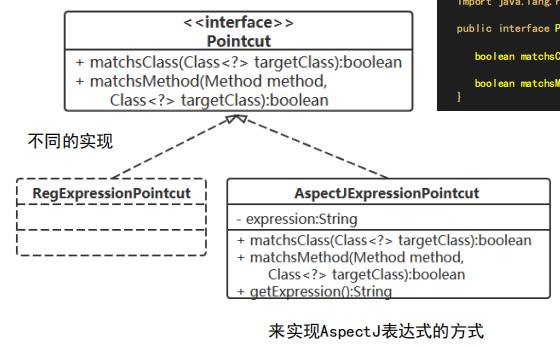 <<interface>>
Pointcut
+ matchsClass(Class<?> targetClass):boolean
+ matchsMethod(Method method,
Class<?> targetClass):boolean
import java.lang.
public interface
boolean matchsC
boolean matchsM
}
不同的实现
RegExpressionPointcut
AspectJExpressionPointcut
- expression:String
+ matchsClass(Class<?> targetClass):boolean
+ matchsMethod(Method method,
Class<?> targetClass):boolean
+ getExpression():String
来实现AspectJ表达式的方式